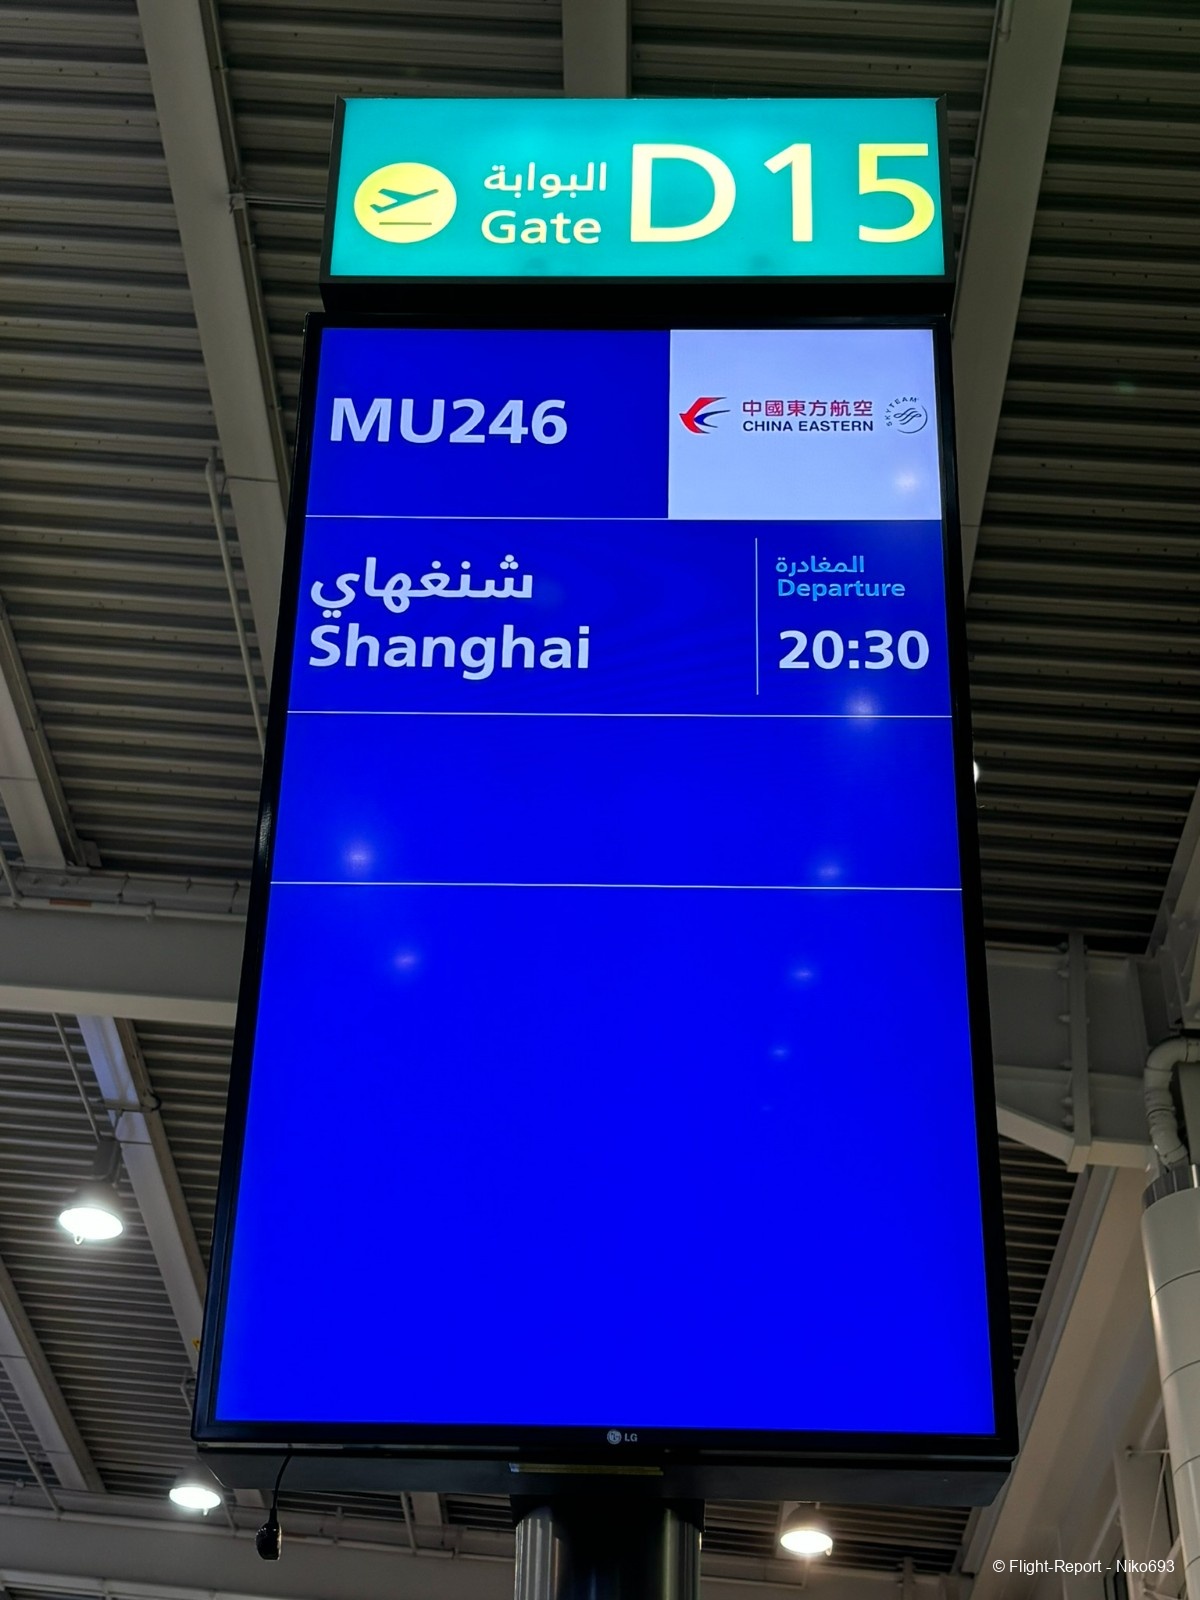 البوابة
Gate
D15
MU246
中國東方航空
CHINA EASTERN
SKYTEAM
شنغهاي
Shanghai
المغادرة
Departure
20:30
LG
© Flight-Report - Niko693